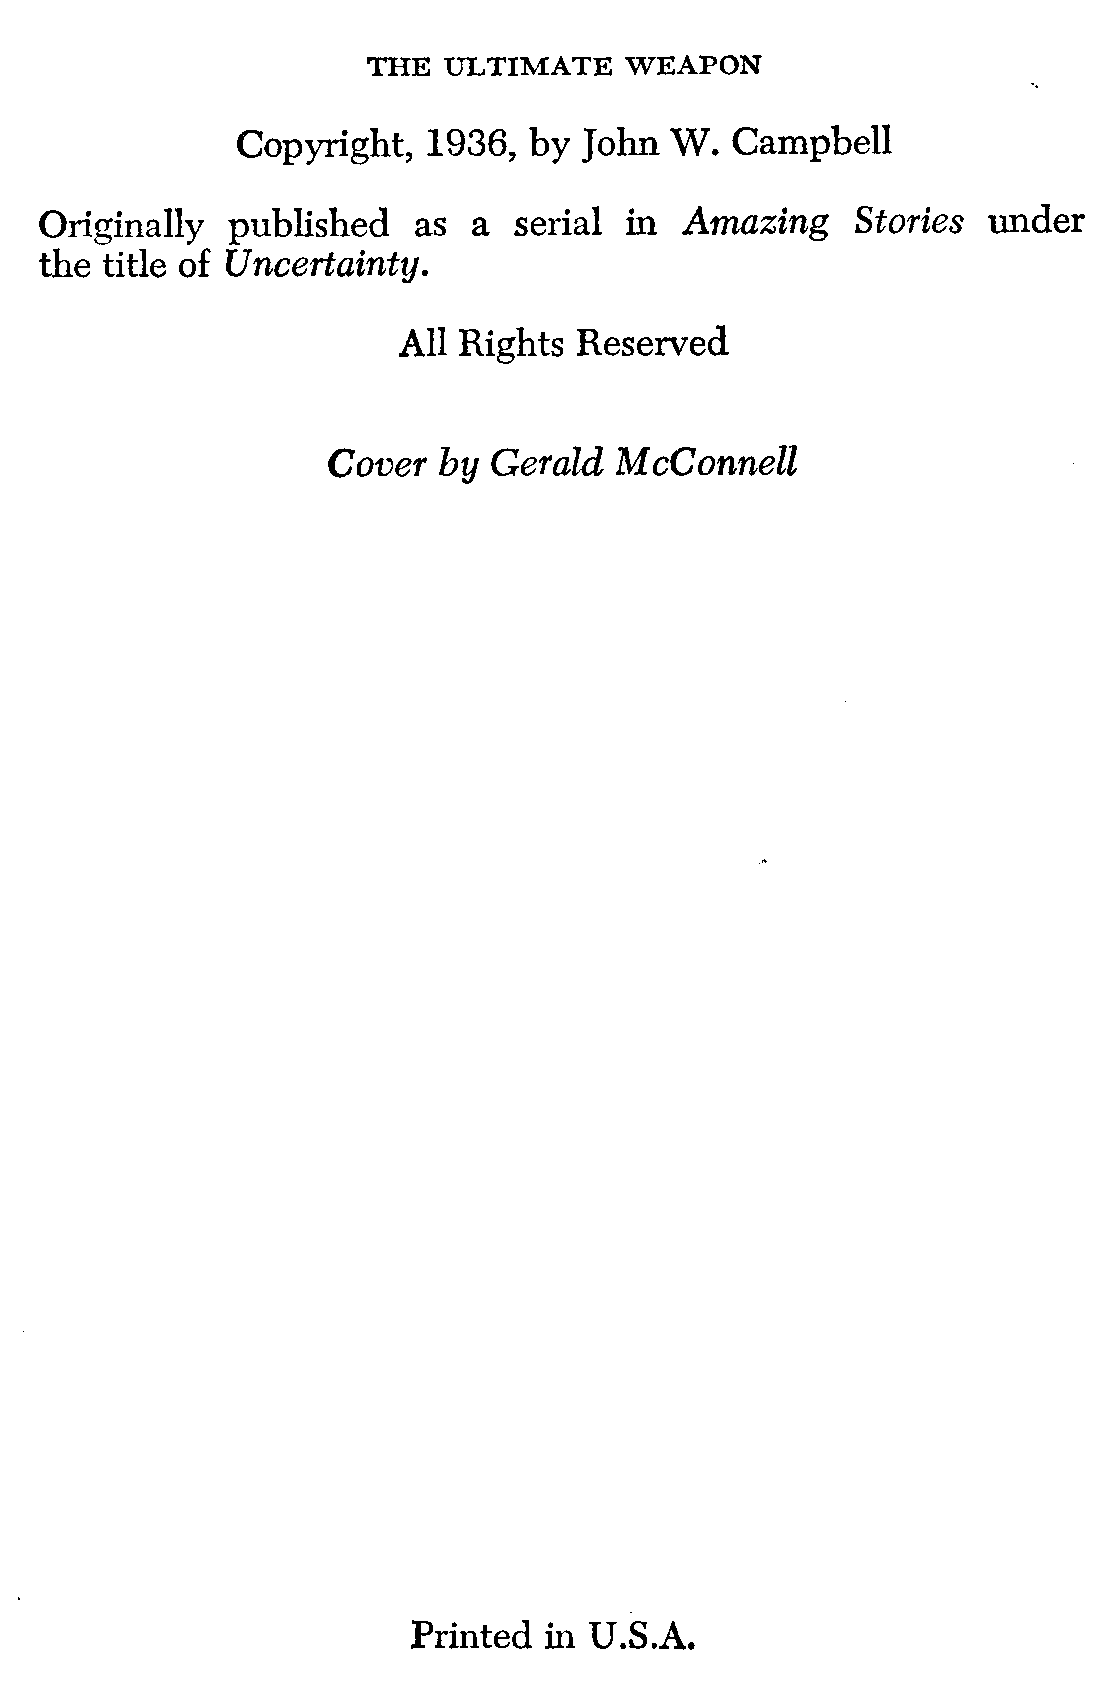 THE ULTIMATE WEAPON
Copyright, 1936, by John W. Campbell
Originally published as a serial in Amazing Stories under
the title of Uncertainty.
All Rights Reserved
Cover by Gerald McConnell
Printed in U.S.A.